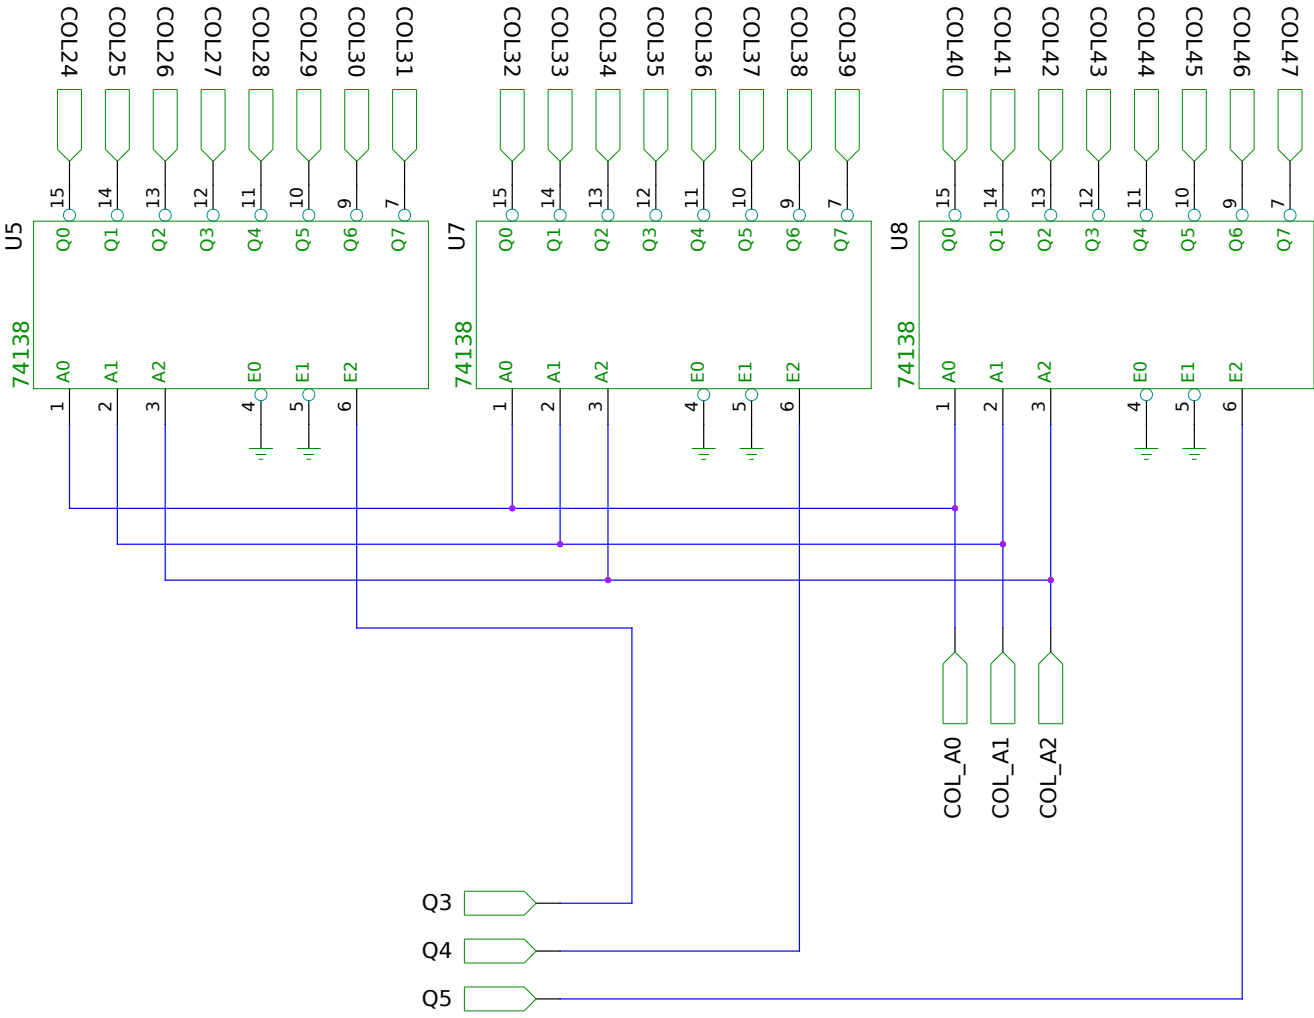 COL24 COL25 COL26 COL27 COL28 COL29 COL30 COL31 COL32 COL33 COL34 COL35 COL36 COL37 COL38 COL39 COL40 COL41 COL42 COL43 COL44 COL45 COL46 COL47
15 14 13 12 11 10 9 7 15 14 13 12 11 10 9 7 15 14 13 12 11 10 9 7
U5 Q0 Q1 Q2 Q3 Q4 Q5 Q6 Q7 U7 Q0 Q1 Q2 Q3 Q4 Q5 Q6 Q7 U8 Q0 Q1 Q2 Q3 Q4 Q5 Q6 Q7
74138 A0 A1 A2 E0 E1 E2 74138 A0 A1 A2 E0 E1 E2 74138 A0 A1 A2 E0 E1 E2
1 2 3 4 5 6 1 2 3 4 5 6 1 2 3 4 5 6
COL_A0 COL_A1 COL_A2
Q3
Q4
Q5